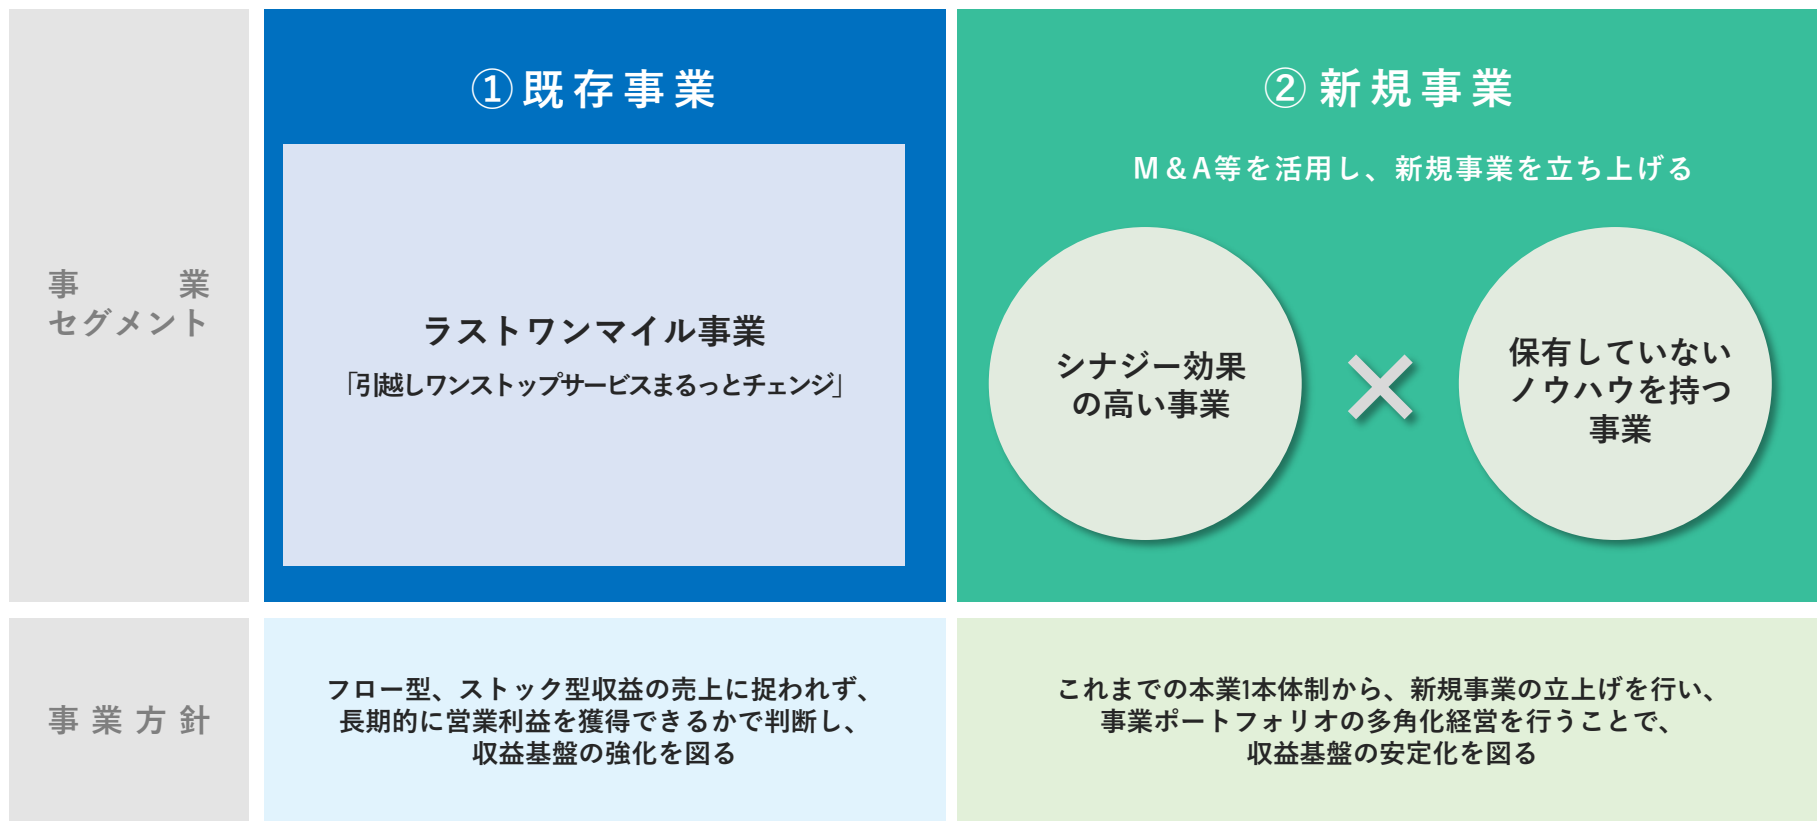 事業
セグメント
①既存事業
ラストワンマイル事業
「引越しワンストップサービスまるっとチェンジ」
②新規事業
M＆A等を活用し、新規事業を立ち上げる
シナジー効果
の高い事業
×
保有していない
ノウハウを持つ
事業
事業方針
フロー型、ストック型収益の売上に捉われず、
長期的に営業利益を獲得できるかで判断し、
収益基盤の強化を図る
これまでの本業1本体制から、新規事業の立上げを行い、
事業ポートフォリオの多角化経営を行うことで、
収益基盤の安定化を図る